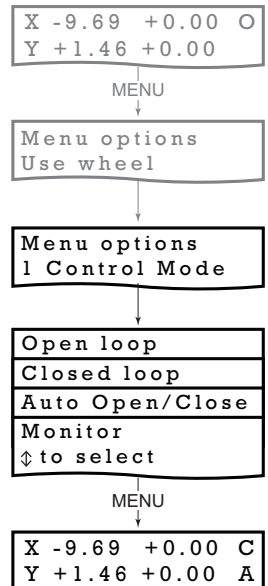 X -9.69 +0.00 O
Y +1.46 +0.00
MENU
Menu options
Use wheel
Menu options
1 Control Mode
Open loop
Closed loop
Auto Open/Close
Monitor
⇕ to select
MENU
X -9.69 +0.00 C
Y +1.46 +0.00 A